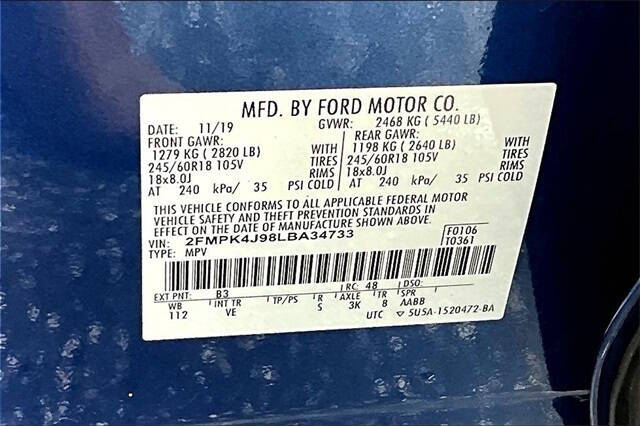 MFD. BY FORD MOTOR CO.
DATE: 11/19 GVWR: 2468 KG ( 5440 LB)
FRONT GAWR: REAR GAWR:
1279 KG ( 2820 LB) 1198 KG ( 2640 LB)
245/60R18 105V TIRES 245/60R18 105V TIRES
18x8.0J RIMS 18x8.0J RIMS
AT 240 kPa/ 35 PSI COLD AT 240 kPa/ 35 PSI COLD
THIS VEHICLE CONFORMS TO ALL APPLICABLE FEDERAL MOTOR
VEHICLE SAFETY AND THEFT PREVENTION STANDARDS IN
EFFECT ON THE DATE OF MANUFACTURE SHOWN ABOVE.
VIN: 2FMPK4J98LBA34733 F0106
TYPE: MPV T0361
EXT PNT: B3 RC: 48 DSO:
WB INT TR TP/PS R AXLE TR SPR
112 VE S 3K 8 AABB
UTC 5U5A-1520472-BA